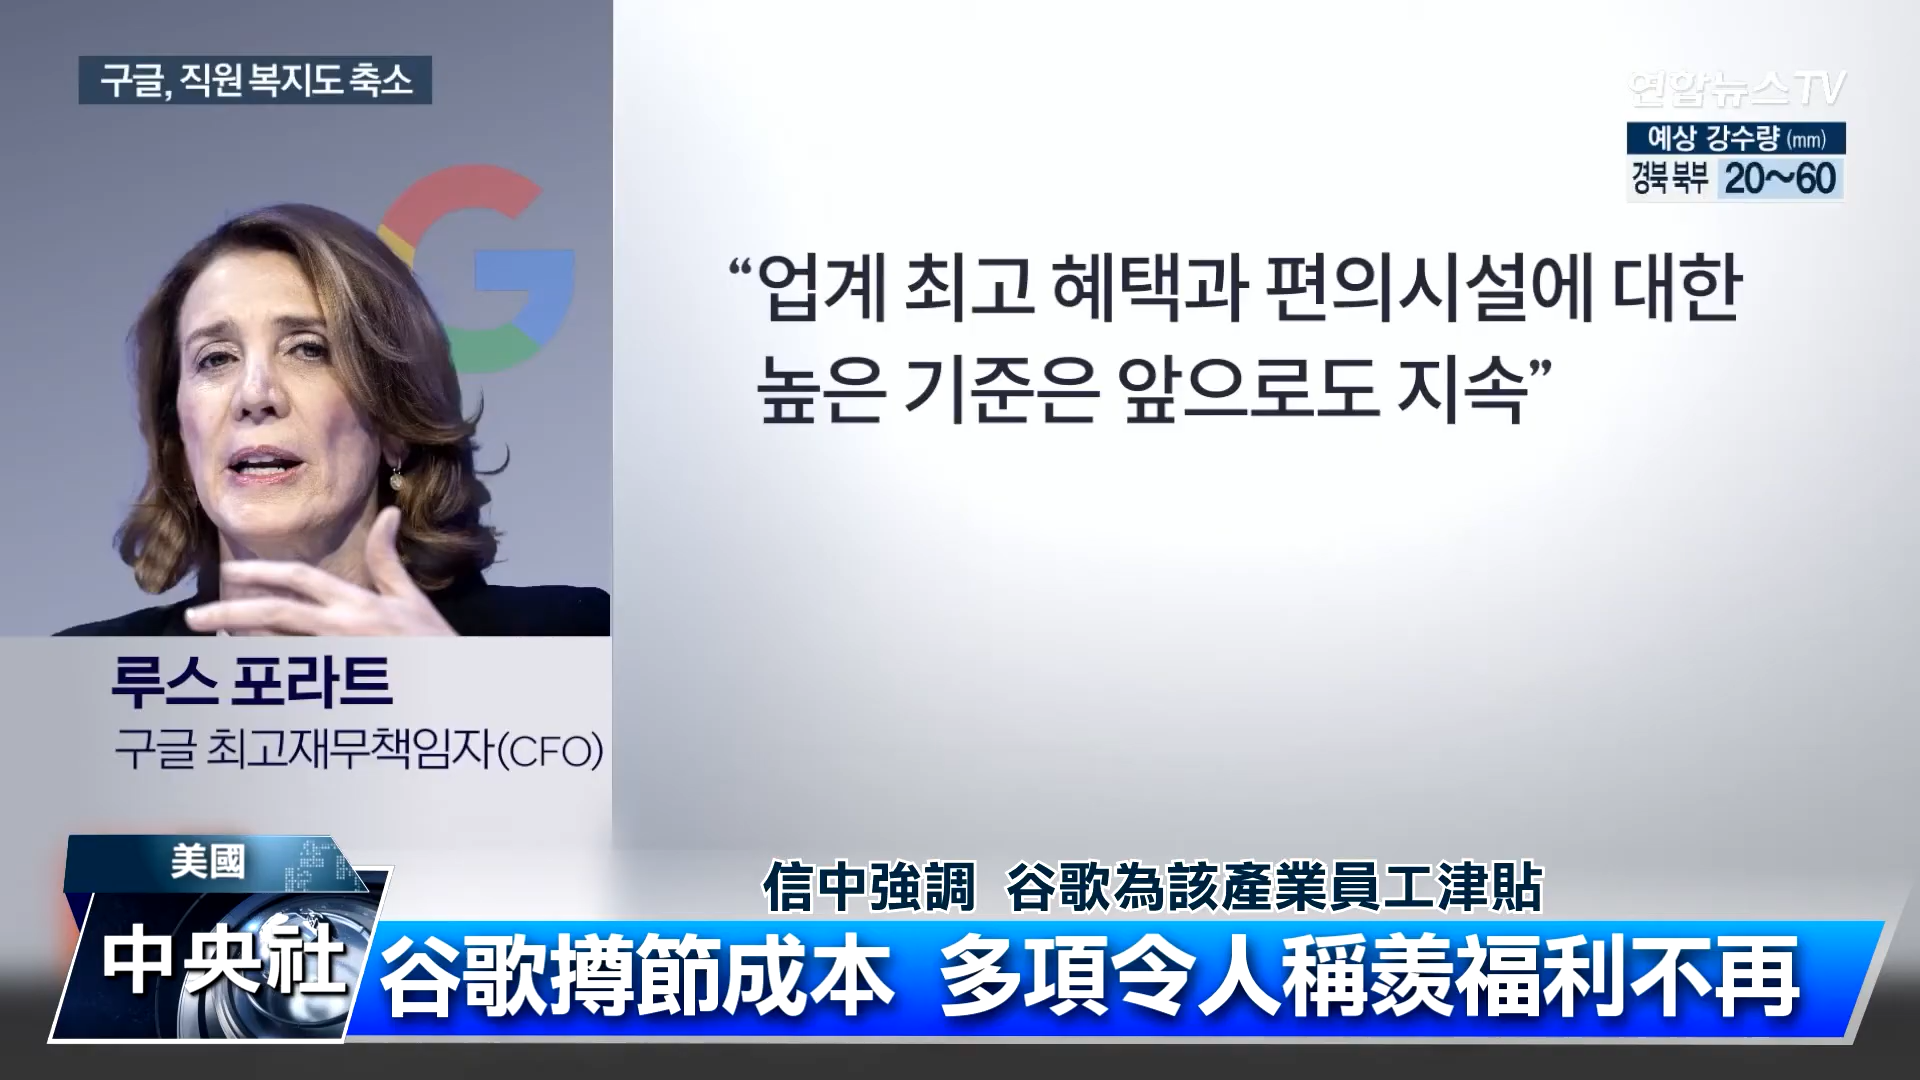 구글, 직원 복지도 축소
연합뉴스TV
예상 강수량 (mm)
경북 북부 20~60
“업계 최고 혜택과 편의시설에 대한
높은 기준은 앞으로도 지속”
루스 포라트
구글 최고재무책임자(CFO)
美國
信中強調 谷歌為該產業員工津貼
中央社
谷歌撙節成本 多項令人稱羨福利不再